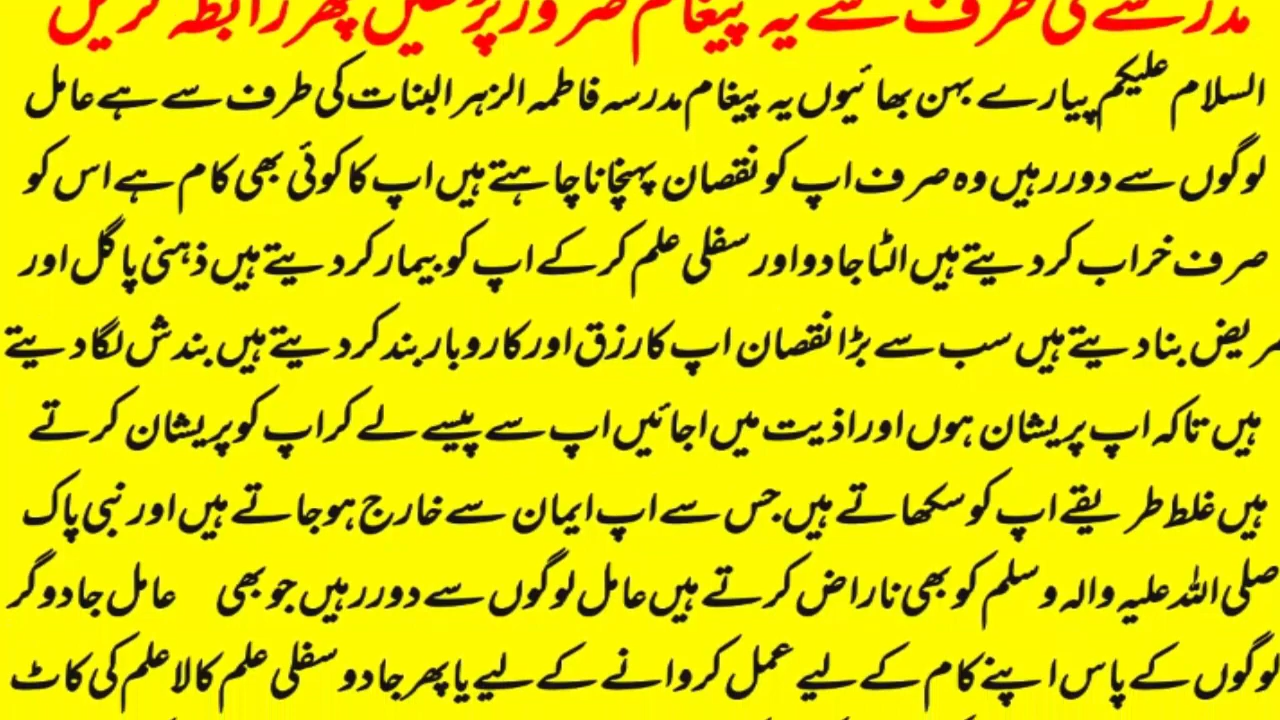 مدرسے کی طرف سے یہ پیغام ضرور پڑھیں پھر رابطہ کریں
السلام علیکم پیارے بہن بھائیوں یہ پیغام مدرسہ فاطمہ الزہرا البنات کی طرف سے ہے عامل
لوگوں سے دور رہیں وہ صرف اپ کو نقصان پہنچانا چاہتے ہیں اپ کا کوئی بھی کام ہے اس کو
صرف خراب کر دیتے ہیں الٹا جادو اور سفلی علم کر کے اپ کو بیمار کر دیتے ہیں ذہنی پاگل اور
مریض بنا دیتے ہیں سب سے بڑا نقصان اپ کا رزق اور کاروبار بند کر دیتے ہیں بندش لگا دیتے
ہیں تاکہ اپ پریشان ہوں اور اذیت میں اجائیں اپ سے پیسے لے کر اپ کو پریشان کرتے
ہیں غلط طریقے اپ کو سکھاتے ہیں جس سے اپ ایمان سے خارج ہو جاتے ہیں اور نبی پاک
صلی اللہ علیہ والہ وسلم کو بھی ناراض کرتے ہیں عامل لوگوں سے دور رہیں جو بھی عامل جادوگر
لوگوں کے پاس اپنے کام کے لیے عمل کروانے کے لیے یا پھر جادو سفلی علم کالا علم کی کاٹ